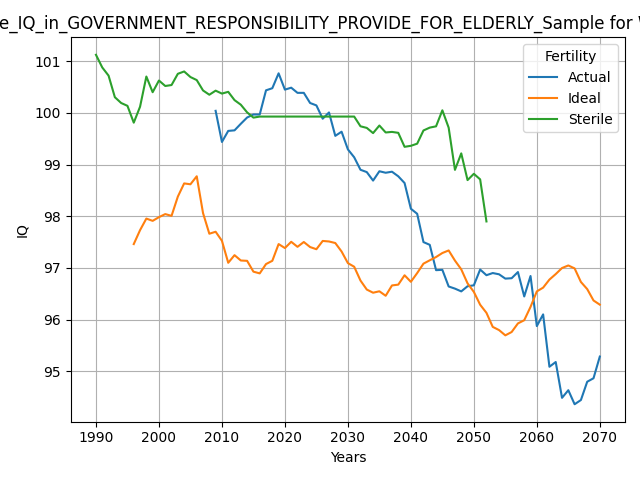 e_IQ_in_GOVERNMENT_RESPONSIBILITY_PROVIDE_FOR_ELDERLY_Sample for
Fertility
Actual
Ideal
Sterile
IQ
101
100
99
98
97
96
95
1990 2000 2010 2020 2030 2040 2050 2060 2070
Years